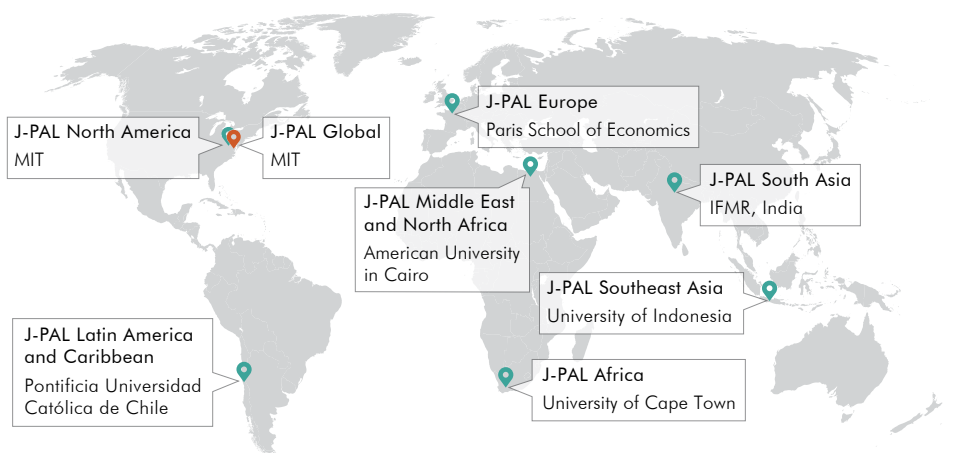 J-PAL Europe
Paris School of Economics
J-PAL North America
MIT
J-PAL Global
MIT
J-PAL South Asia
IFMR, India
J-PAL Middle East
and North Africa
American University
in Cairo
J-PAL Southeast Asia
University of Indonesia
J-PAL Latin America
and Caribbean
Pontificia Universidad
Católica de Chile
J-PAL Africa
University of Cape Town